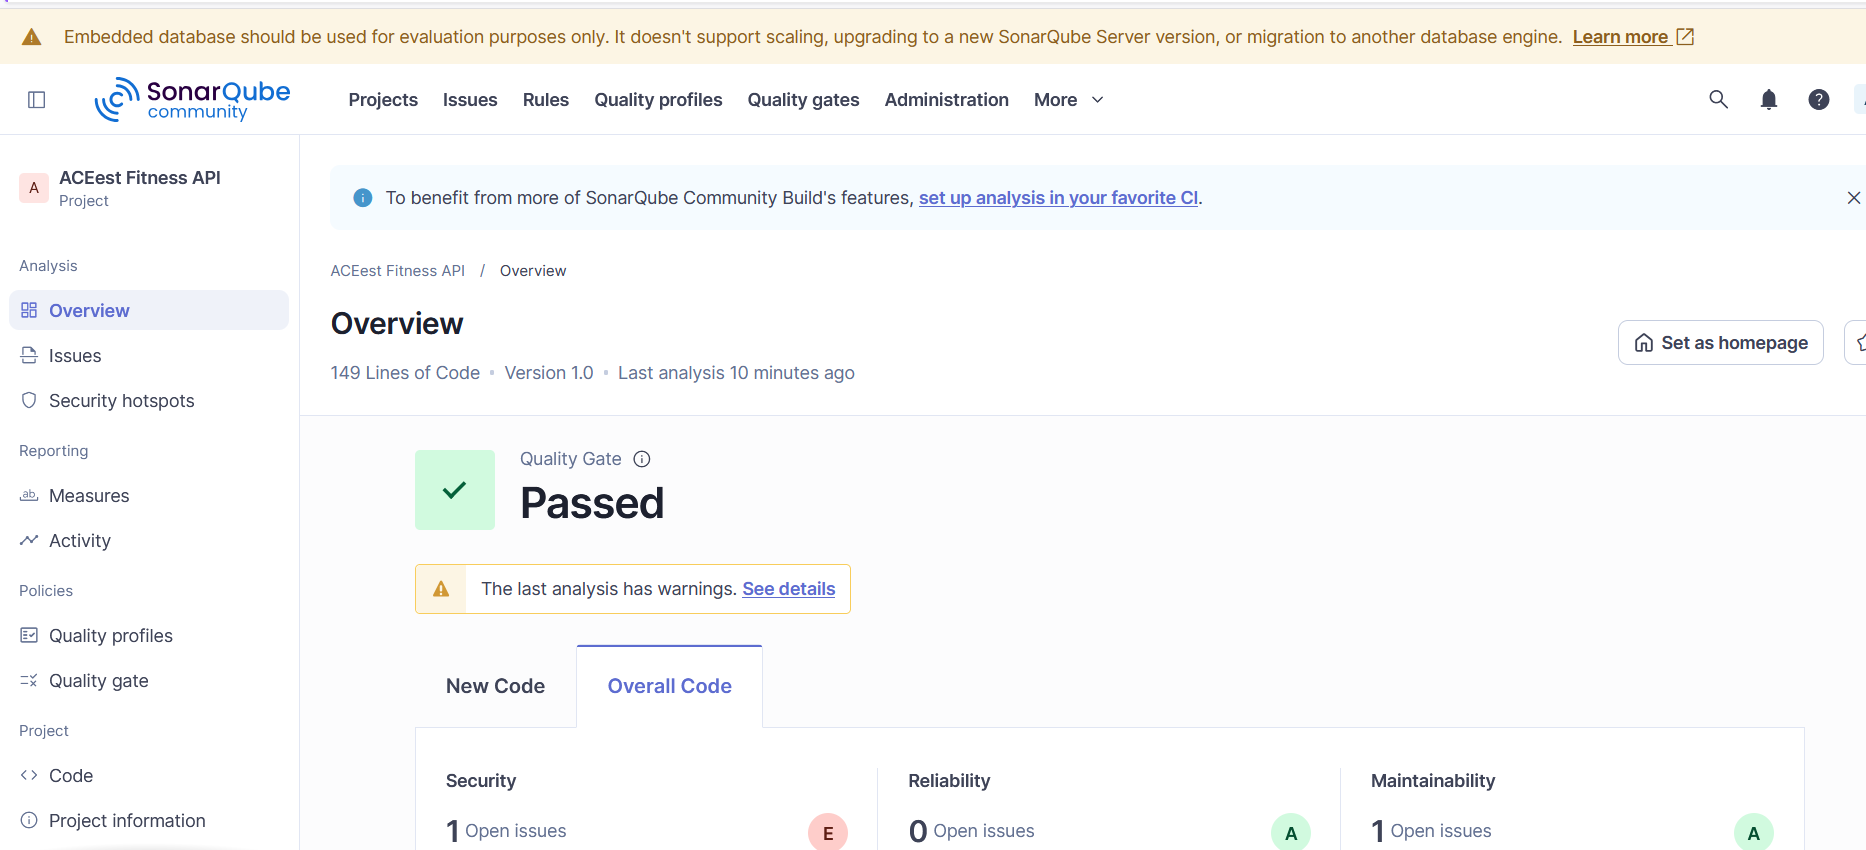 Embedded database should be used for evaluation purposes only. It doesn't support scaling, upgrading to a new SonarQube Server version, or migration to another database engine. Learn more
SonarQube
community
Projects Issues Rules Quality profiles Quality gates Administration More
?
A
ACEest Fitness API
Project
To benefit from more of SonarQube Community Build's features, set up analysis in your favorite CI.
Analysis
Overview
Issues
Security hotspots
Reporting
Measures
Activity
Policies
Quality profiles
Quality gate
Project
Code
Project information
ACEest Fitness API / Overview
Overview
149 Lines of Code • Version 1.0 • Last analysis 10 minutes ago
Set as homepage
Quality Gate
Passed
The last analysis has warnings. See details
New Code
Overall Code
Security
1 Open issues
E
Reliability
0 Open issues
A
Maintainability
1 Open issues
A